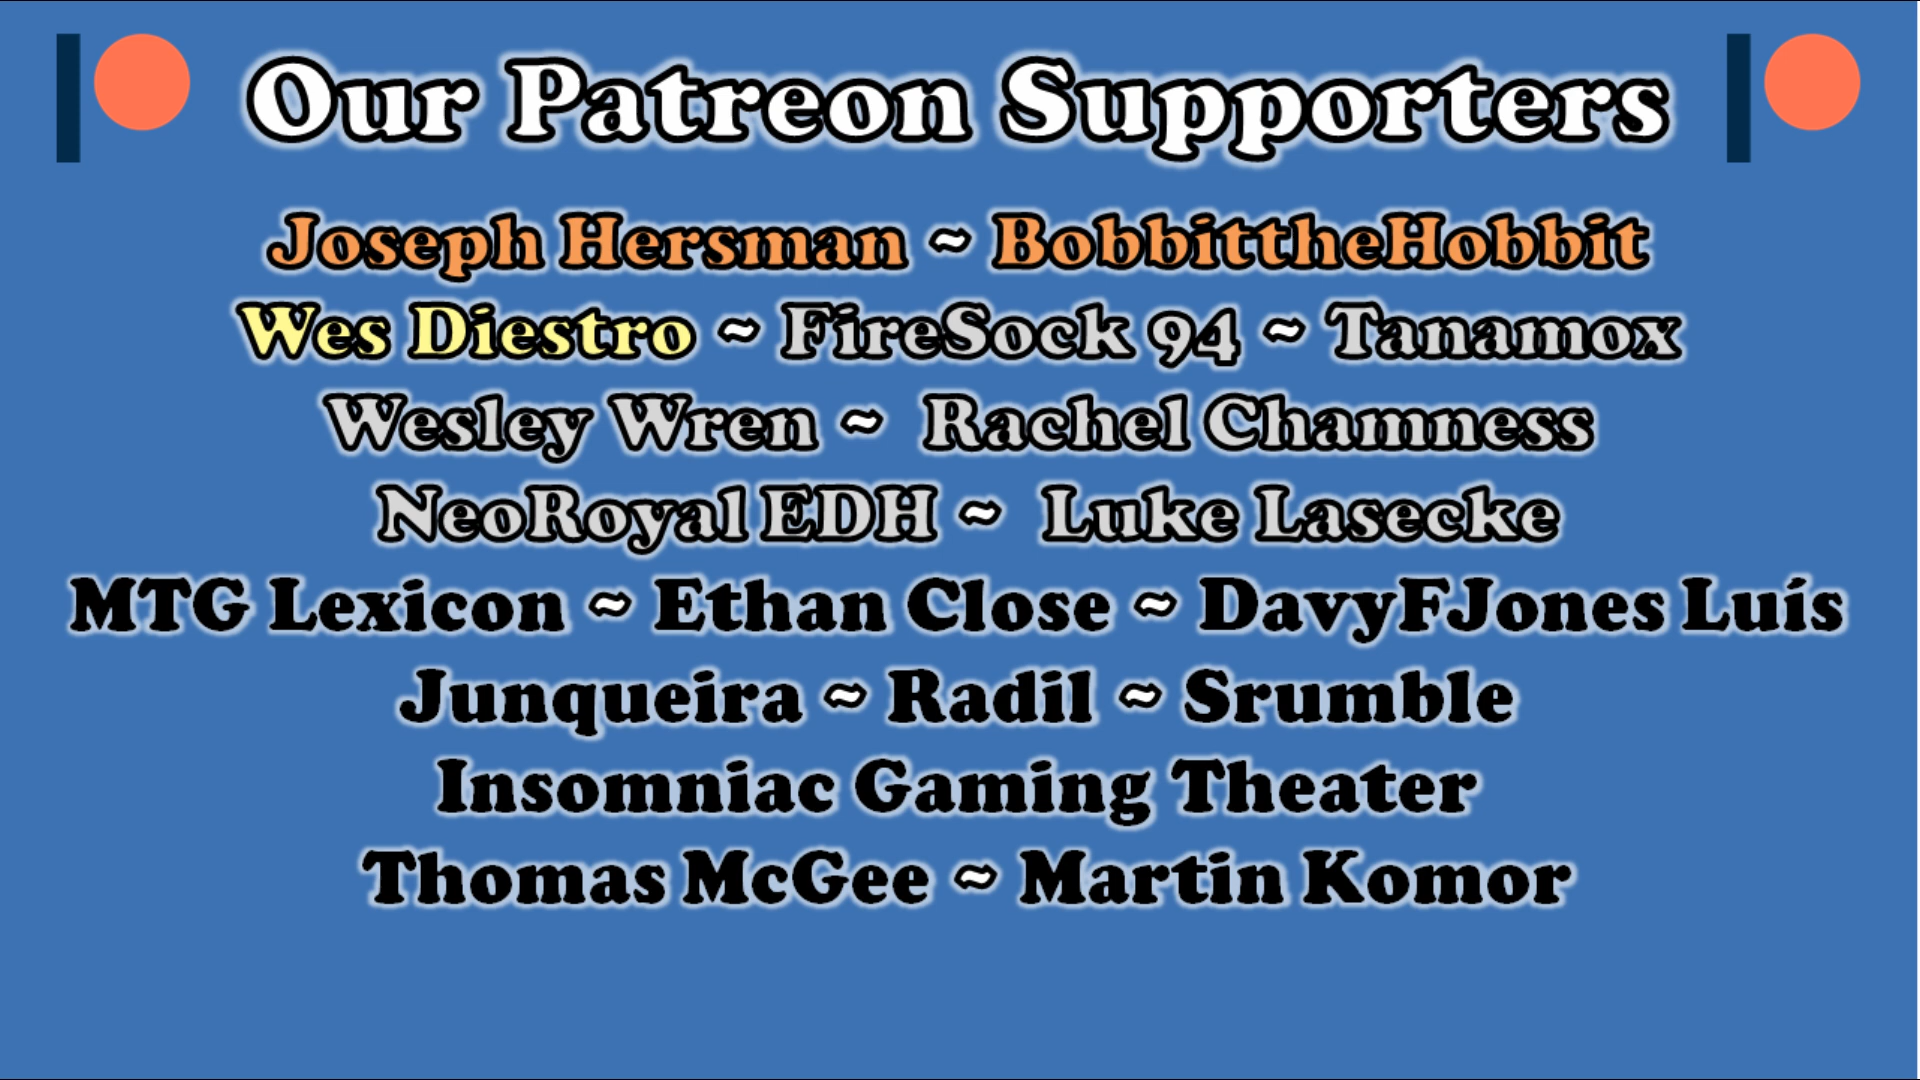 Our Patreon Supporters
Joseph Hersman ~ BobbittheHobbit
Wes Diestro ~ FireSock 94 ~ Tanamox
Wesley Wren ~ Rachel Chamness
NeoRoyal EDH ~ Luke Lasecke
MTG Lexicon ~ Ethan Close ~ DavyFJones Luís
Junqueira ~ Radil ~ Srumble
Insomniac Gaming Theater
Thomas McGee ~ Martin Komor